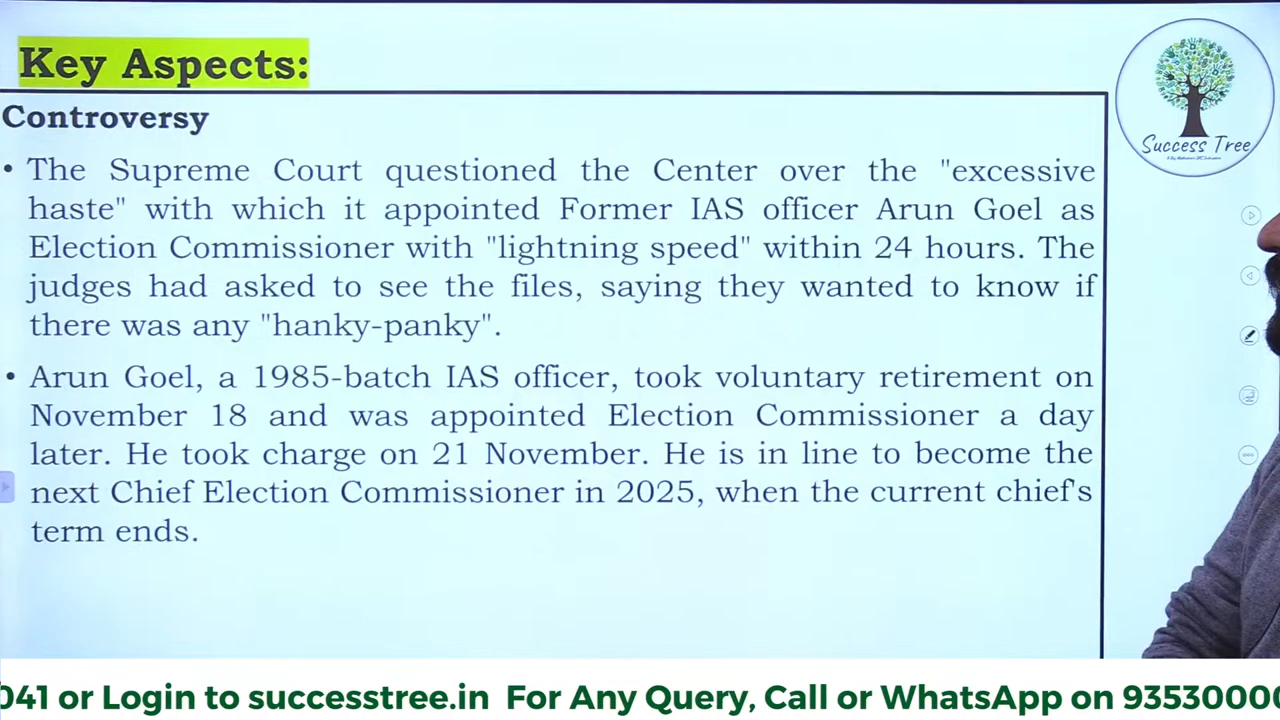 Key Aspects:
Controversy
• The Supreme Court questioned the Center over the "excessive
haste" with which it appointed Former IAS officer Arun Goel as
Election Commissioner with "lightning speed" within 24 hours. The
judges had asked to see the files, saying they wanted to know if
there was any "hanky-panky".
• Arun Goel, a 1985-batch IAS officer, took voluntary retirement on
November 18 and was appointed Election Commissioner a day
later. He took charge on 21 November. He is in line to become the
next Chief Election Commissioner in 2025, when the current chief's
term ends.
Success Tree
041 or Login to successtree.in For Any Query, Call or WhatsApp on 9353000